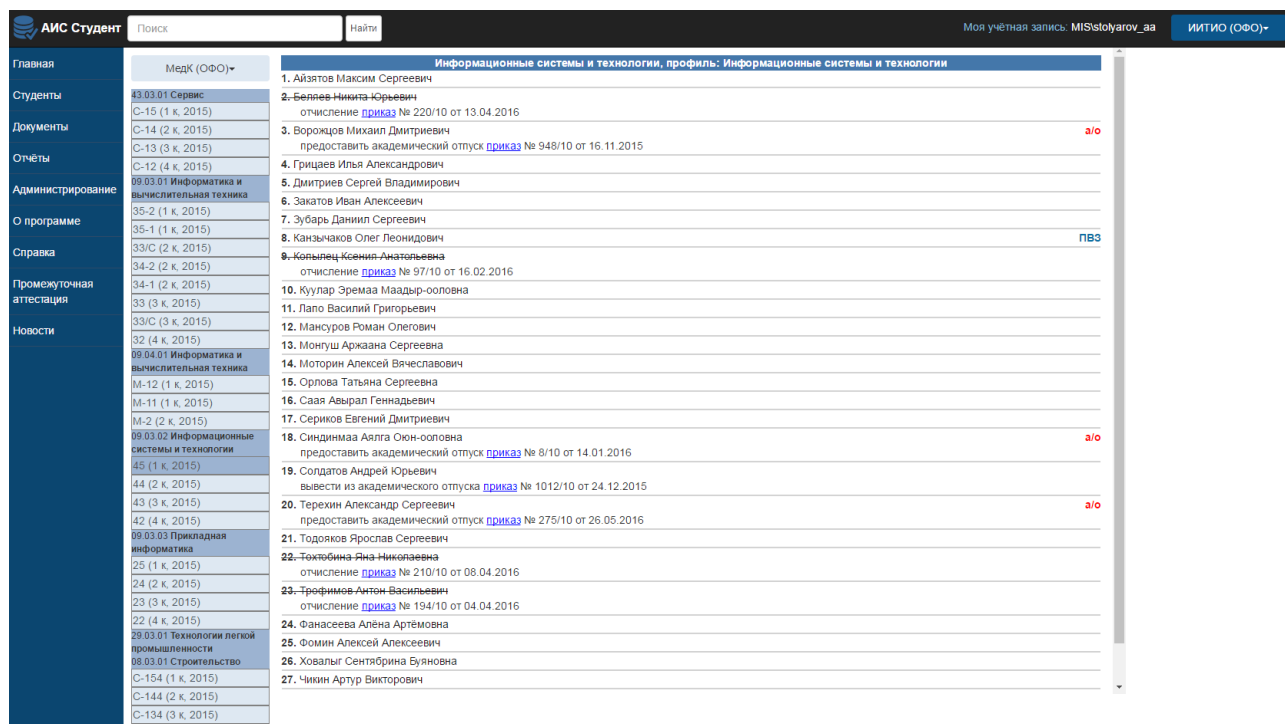 АИС Студент
Поиск
Найти
Моя учётная запись: MIS\stolyarov_aa
ИИТИО (ОФО)
Главная
Студенты
Документы
Отчёты
Администрирование
О программе
Справка
Промежуточная
аттестация
Новости
МедК (ОФО)
43.03.01 Сервис
С-15 (1 к, 2015)
С-14 (2 к, 2015)
С-13 (3 к, 2015)
С-12 (4 к, 2015)
09.03.01 Информатика и
вычислительная техника
35-2 (1 к, 2015)
35-1 (1 к, 2015)
33/С (2 к, 2015)
34-2 (2 к, 2015)
34-1 (2 к, 2015)
33 (3 к, 2015)
33/С (3 к, 2015)
32 (4 к, 2015)
09.04.01 Информатика и
вычислительная техника
М-12 (1 к, 2015)
М-11 (1 к, 2015)
М-2 (2 к, 2015)
09.03.02 Информационные
системы и технологии
45 (1 к, 2015)
44 (2 к, 2015)
43 (3 к, 2015)
42 (4 к, 2015)
09.03.03 Прикладная
информатика
25 (1 к, 2015)
24 (2 к, 2015)
23 (3 к, 2015)
22 (4 к, 2015)
29.03.01 Технологии легкой
промышленности
08.03.01 Строительство
С-154 (1 к, 2015)
С-144 (2 к, 2015)
С-134 (3 к, 2015)
Информационные системы и технологии, профиль: Информационные системы и технологии
1. Айзятов Максим Сергеевич
2. Беляев Никита Юрьевич
отчисление приказ № 220/10 от 13.04.2016
3. Ворожцов Михаил Дмитриевич а/о
предоставить академический отпуск приказ № 948/10 от 16.11.2015
4. Грицаев Илья Александрович
5. Дмитриев Сергей Владимирович
6. Закатов Иван Алексеевич
7. Зубарь Даниил Сергеевич
8. Канзычаков Олег Леонидович ПВЗ
9. Копылец Ксения Анатольевна
отчисление приказ № 97/10 от 16.02.2016
10. Куулар Эремаа Маадыр-ооловна
11. Лапо Василий Григорьевич
12. Мансуров Роман Олегович
13. Монгуш Аржаана Сергеевна
14. Моторин Алексей Вячеславович
15. Орлова Татьяна Сергеевна
16. Саая Авырал Геннадьевич
17. Сериков Евгений Дмитриевич
18. Синдинмаа Аялга Оюн-ооловна а/о
предоставить академический отпуск приказ № 8/10 от 14.01.2016
19. Солдатов Андрей Юрьевич
вывести из академического отпуска приказ № 1012/10 от 24.12.2015
20. Терехин Александр Сергеевич а/о
предоставить академический отпуск приказ № 275/10 от 26.05.2016
21. Тодояков Ярослав Сергеевич
22. Тохтобина Яна Николаевна
отчисление приказ № 210/10 от 08.04.2016
23. Трофимов Антон Васильевич
отчисление приказ № 194/10 от 04.04.2016
24. Фанасеева Алёна Артёмовна
25. Фомин Алексей Алексеевич
26. Ховалыг Сентябрина Буяновна
27. Чикин Артур Викторович